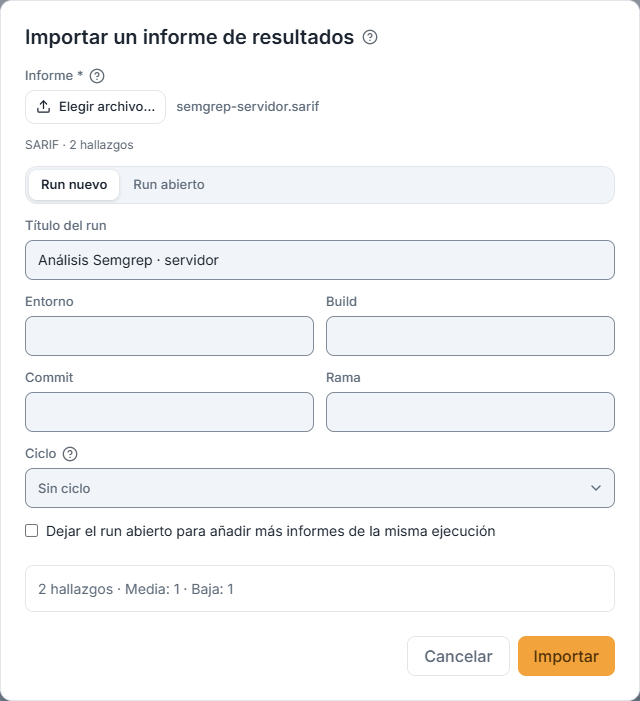 Importar un informe de resultados
Informe *
Elegir archivo... semgrep-servidor.sarif
SARIF · 2 hallazgos
Run nuevo Run abierto
Título del run
Análisis Semgrep · servidor
Entorno Build
Commit Rama
Ciclo
Sin ciclo
Dejar el run abierto para añadir más informes de la misma ejecución
2 hallazgos · Media: 1 · Baja: 1
Cancelar Importar